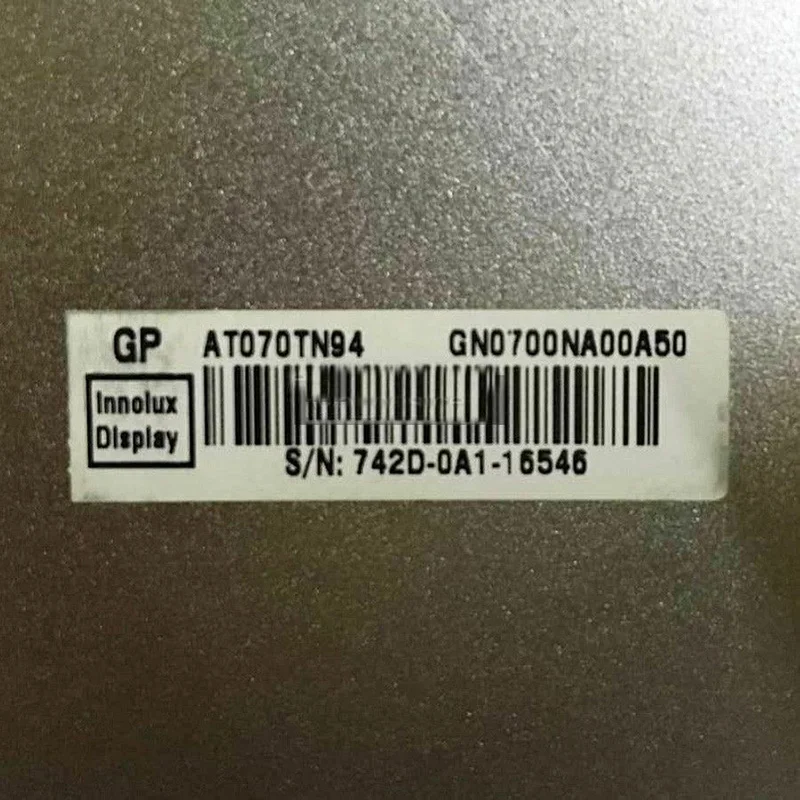 GP AT070TN94 GN0700NA00A50
Innolux
Display
S/N: 742D-0A1-16546